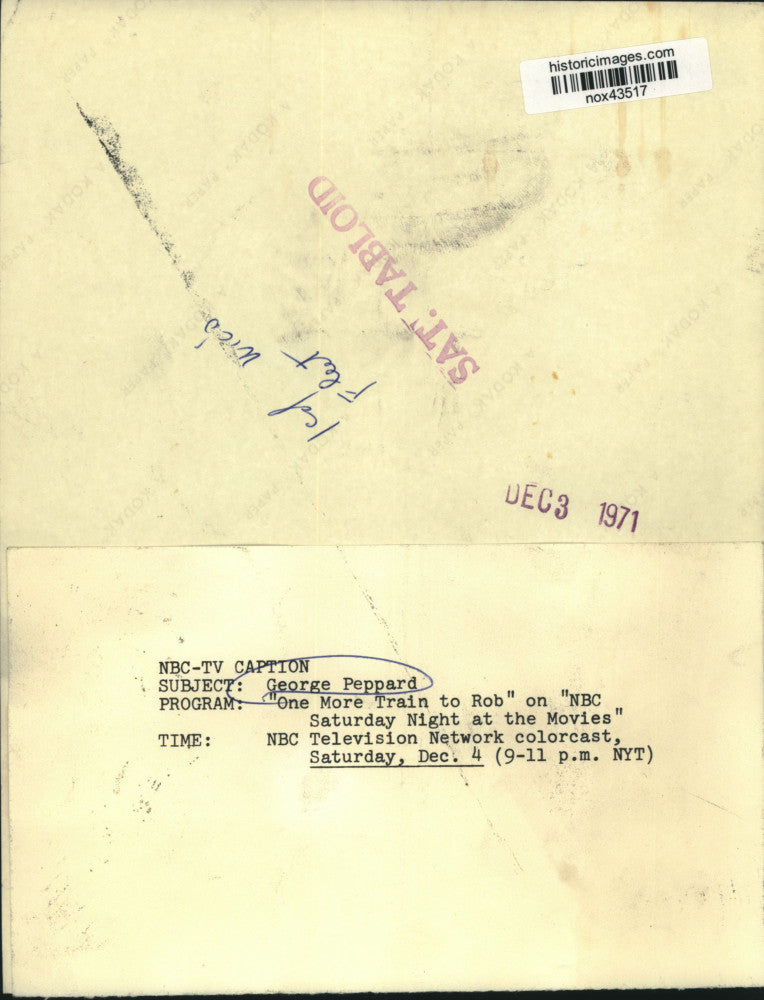 historicimages.com
nox43517
SAT. TABLOID
1cf
Flat
DEC 3 1971
NBC-TV CAPTION
SUBJECT: George Peppard
PROGRAM: "One More Train to Rob" on "NBC
Saturday Night at the Movies"
TIME: NBC Television Network colorcast,
Saturday, Dec. 4 (9-11 p.m. NYT)